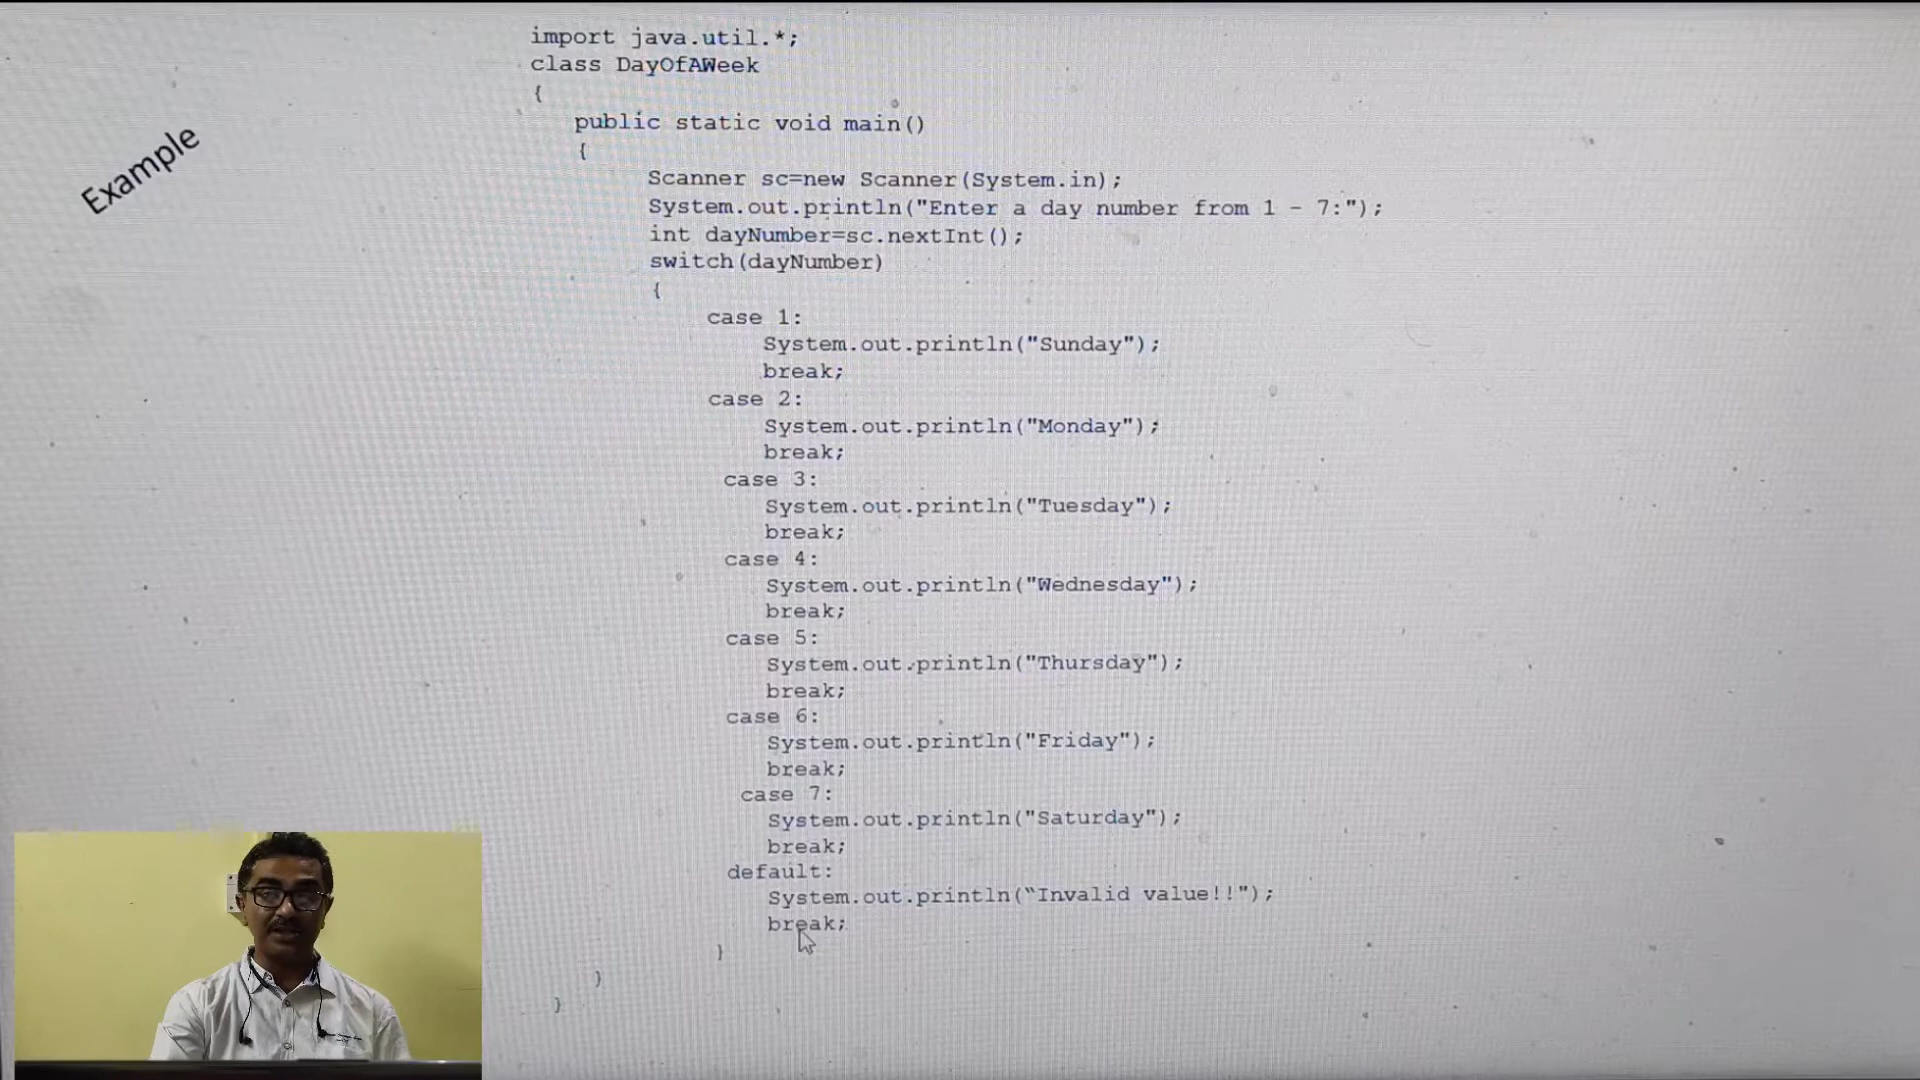 Example
import java.util.*;
class DayOfAWeek
{
public static void main()
{
Scanner sc=new Scanner(System.in);
System.out.println("Enter a day number from 1 - 7:");
int dayNumber=sc.nextInt();
switch(dayNumber)
{
case 1:
System.out.println("Sunday");
break;
case 2:
System.out.println("Monday");
break;
case 3:
System.out.println("Tuesday");
break;
case 4:
System.out.println("Wednesday");
break;
case 5:
System.out.println("Thursday");
break;
case 6:
System.out.println("Friday");
break;
case 7:
System.out.println("Saturday");
break;
default:
System.out.println(“Invalid value!!");
break;
}
}
}